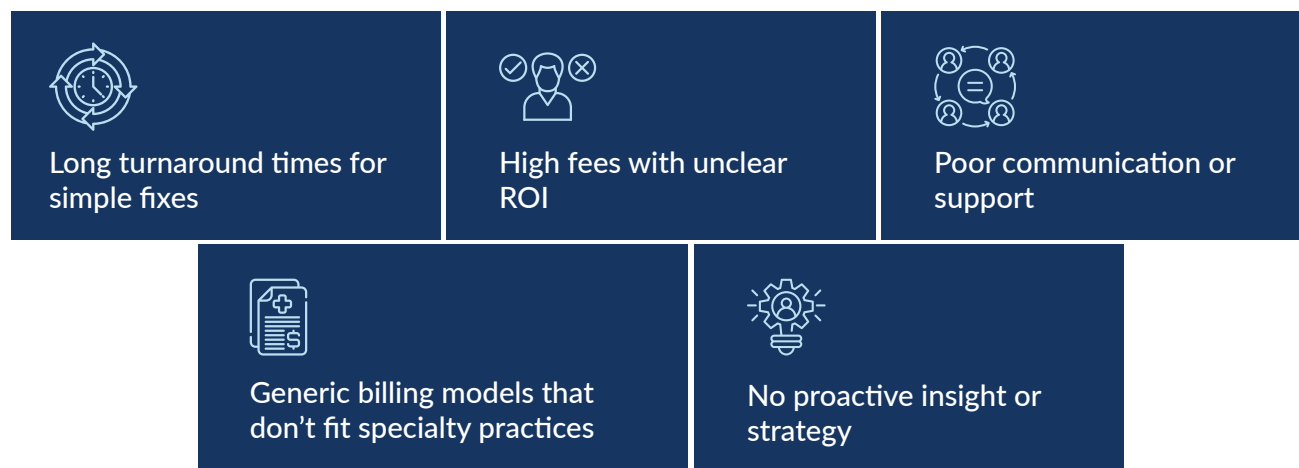 Long turnaround times for
simple fixes
High fees with unclear
ROI
Poor communication or
support
Generic billing models that
don’t fit specialty practices
No proactive insight or
strategy